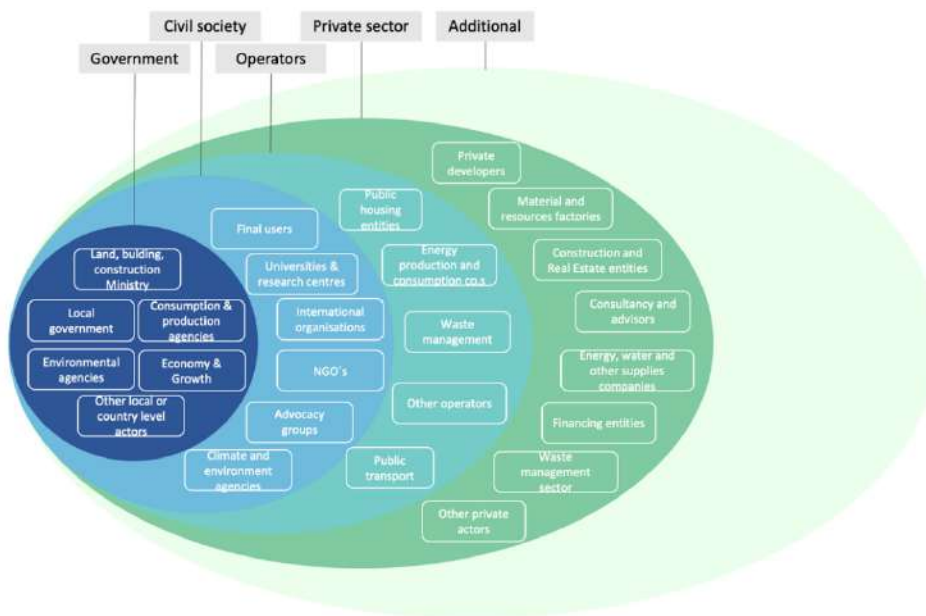 Civil society
Private sector
Additional
Government
Operators
Private
developers
Public
housing
entities
Material and
resources factories
Final users
Land, bulding,
construction
Ministry
Universities &
research centres
Energy
production and
consumption co.s
Construction and
Real Estate entities
Local
government
Consumption &
production
agencies
International
organisations
Waste
management
Consultancy and
advisors
Environmental
agencies
Economy &
Growth
NGO´s
Energy, water and
other supplies
companies
Other local or
country level
actors
Advocacy
groups
Other operators
Financing entities
Climate and
environment
agencies
Public
transport
Waste
management
sector
Other private
actors